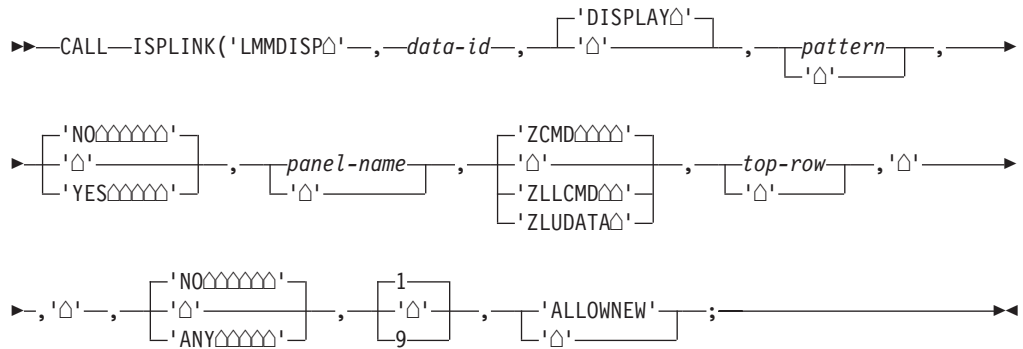 'DISPLAY⌂'
►►—CALL—ISPLINK('LMMDISP⌂'—,—data-id—,—'⌂'—,—pattern—,—►
'⌂'
'NO⌂⌂⌂⌂⌂⌂' 'ZCMD⌂⌂⌂⌂'
►—'⌂'—,—panel-name—,—'⌂'—,—top-row—,'⌂'—►
'YES⌂⌂⌂⌂⌂' '⌂' 'ZLLCMD⌂⌂' '⌂'
'ZLUDATA⌂'
'NO⌂⌂⌂⌂⌂⌂' 1
►—,'⌂'—,—'⌂'—,—'⌂'—,—'ALLOWNEW'—;—►◄
'ANY⌂⌂⌂⌂⌂' 9 '⌂'